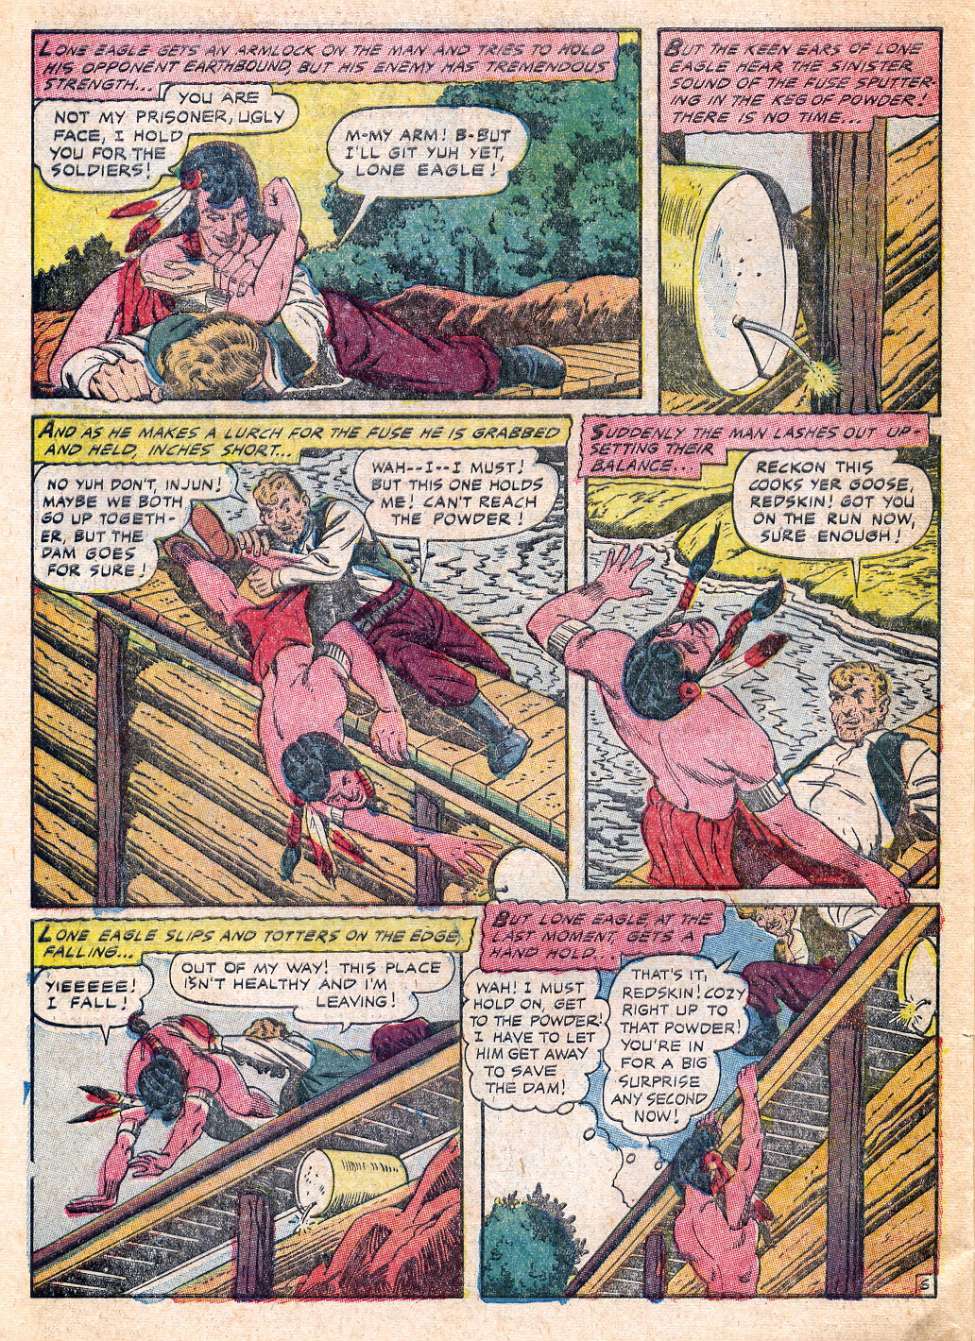 LONE EAGLE GETS AN ARMLOCK ON THE MAN AND TRIES TO HOLD
HIS OPPONENT EARTHBOUND, BUT HIS ENEMY HAS TREMENDOUS
STRENGTH...
YOU ARE
NOT MY PRISONER, UGLY
FACE, I HOLD
YOU FOR THE
SOLDIERS!
M-MY ARM! B-BUT
I'LL GIT YUH YET,
LONE EAGLE!
BUT THE KEEN EARS OF LONE
EAGLE HEAR THE SINISTER
SOUND OF THE FUSE SPUTTER-
ING IN THE KEG OF POWDER!
THERE IS NO TIME...
AND AS HE MAKES A LURCH FOR THE FUSE HE IS GRABBED
AND HELD, INCHES SHORT...
NO YUH DON'T, INJUN!
MAYBE WE BOTH
GO UP TOGETH-
ER, BUT THE
DAM GOES
FOR SURE!
WAH--I--I MUST!
BUT THIS ONE HOLDS
ME! CAN'T REACH
THE POWDER!
SUDDENLY THE MAN LASHES OUT UP-
SETTING THEIR
BALANCE...
RECKON THIS
COOKS YER GOOSE,
REDSKIN! GOT YOU
ON THE RUN NOW,
SURE ENOUGH!
LONE EAGLE SLIPS AND TOTTERS ON THE EDGE,
FALLING...
YIEEEEE!
I FALL!
OUT OF MY WAY! THIS PLACE
ISN'T HEALTHY AND I'M
LEAVING!
BUT LONE EAGLE AT THE
LAST MOMENT, GETS A
HAND HOLD...
WAH! I MUST
HOLD ON, GET
TO THE POWDER!
I HAVE TO LET
HIM GET AWAY
TO SAVE
THE DAM!
THAT'S IT,
REDSKIN! COZY
RIGHT UP TO
THAT POWDER!
YOU'RE IN
FOR A BIG
SURPRISE
ANY SECOND
NOW!
6